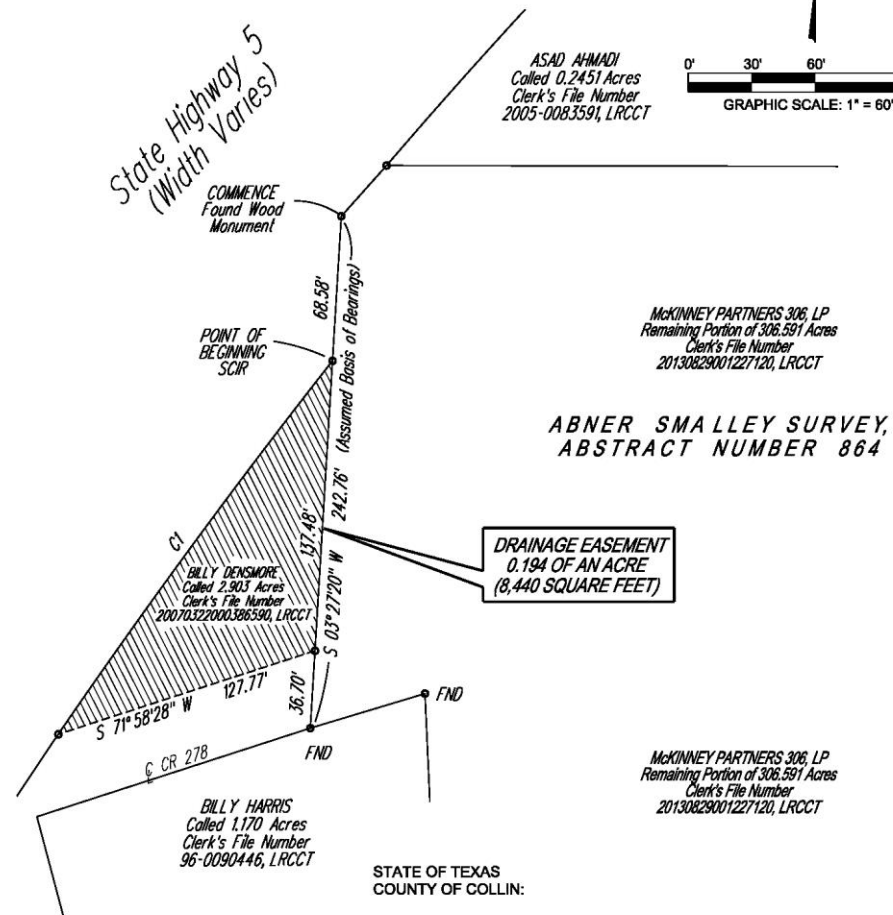 State Highway 5
(Width Varies)
ASAD AHMADI
Called 0.2451 Acres
Clerk's File Number
2005-0083591, LRCCT
0' 30' 60'
GRAPHIC SCALE: 1" = 60'
COMMENCE
Found Wood
Monument
68.58'
(Assumed Basis of Bearings)
POINT OF
BEGINNING
SCIR
McKINNEY PARTNERS 306, LP
Remaining Portion of 306.591 Acres
Clerk's File Number
20130829001227120, LRCCT
ABNER SMALLEY SURVEY,
ABSTRACT NUMBER 864
242.76'
137.48'
C1
DRAINAGE EASEMENT
0.194 OF AN ACRE
(8,440 SQUARE FEET)
BILLY DENSMORE
Called 2.903 Acres
Clerk's File Number
20070322000386590, LRCCT
S 03°27'20" W
S 71°58'28" W 127.77'
36.70'
FND
FND
℄ CR 278
BILLY HARRIS
Called 1.170 Acres
Clerk's File Number
96-0090446, LRCCT
McKINNEY PARTNERS 306, LP
Remaining Portion of 306.591 Acres
Clerk's File Number
20130829001227120, LRCCT
STATE OF TEXAS
COUNTY OF COLLIN: